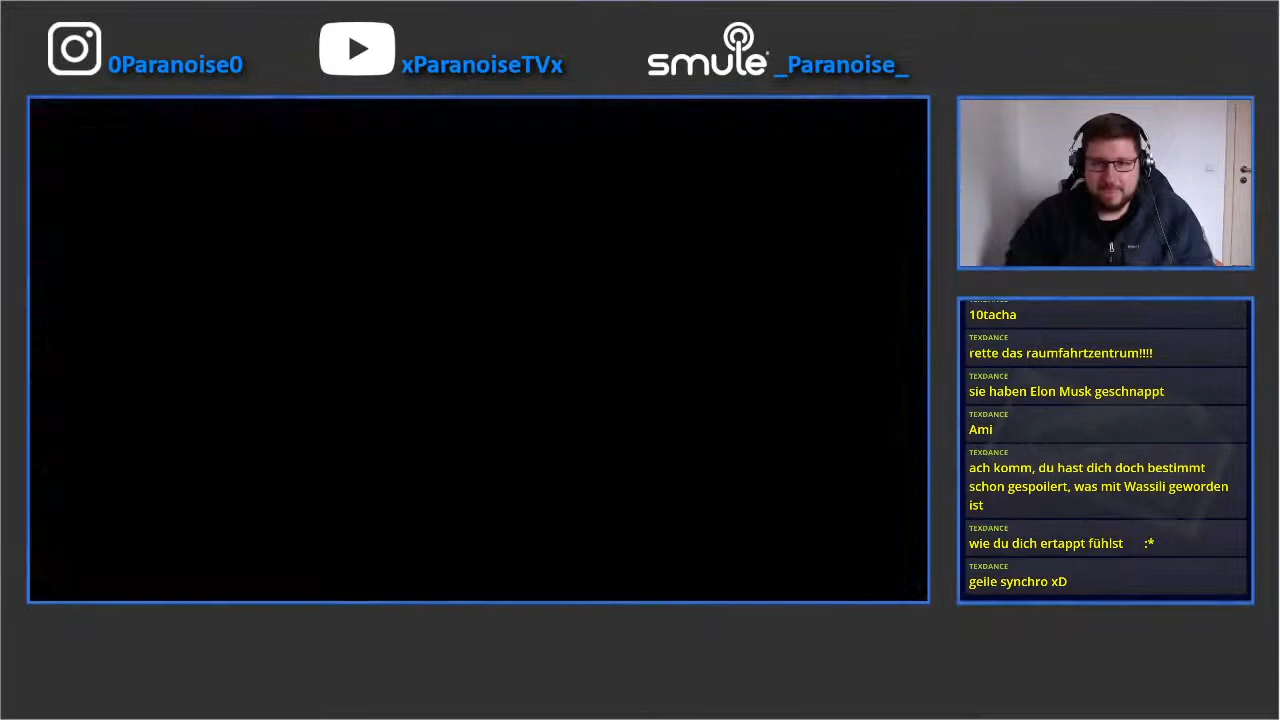 0Paranoise0
xParanoiseTVx
smule _Paranoise_
10tacha
TEXDANCE
rette das raumfahrtzentrum!!!!
TEXDANCE
sie haben Elon Musk geschnappt
TEXDANCE
Ami
TEXDANCE
ach komm, du hast dich doch bestimmt
schon gespoilert, was mit Wassili geworden
ist
TEXDANCE
wie du dich ertappt fühlst :*
TEXDANCE
geile synchro xD